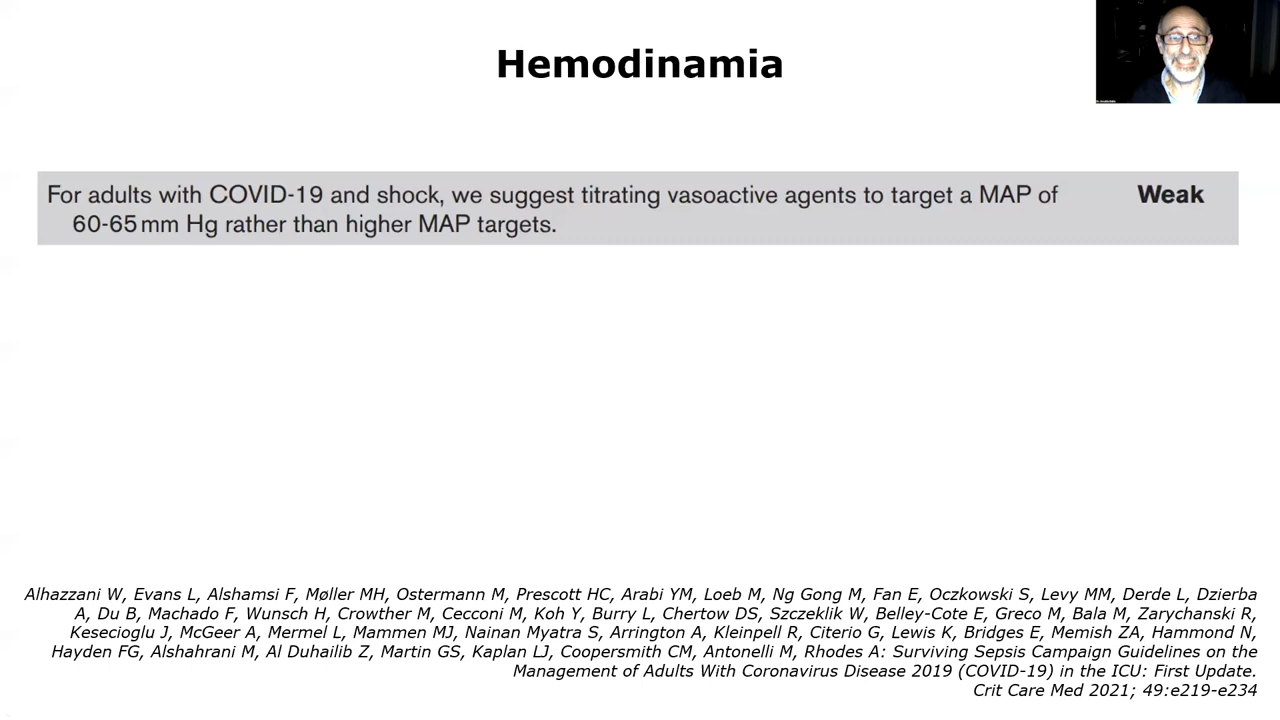 Hemodinamia
For adults with COVID-19 and shock, we suggest titrating vasoactive agents to target a MAP of
Weak
60-65 mm Hg rather than higher MAP targets.
Alhazzani W, Evans L, Alshamsi F, Møller MH, Ostermann M, Prescott HC, Arabi YM, Loeb M, Ng Gong M, Fan E, Oczkowski S, Levy MM, Derde L, Dzierba
A, Du B, Machado F, Wunsch H, Crowther M, Cecconi M, Koh Y, Burry L, Chertow DS, Szczeklik W, Belley-Cote E, Greco M, Bala M, Zarychanski R,
Kesecioglu J, McGeer A, Mermel L, Mammen MJ, Nainan Myatra S, Arrington A, Kleinpell R, Citerio G, Lewis K, Bridges E, Memish ZA, Hammond N,
Hayden FG, Alshahrani M, Al Duhailib Z, Martin GS, Kaplan LJ, Coopersmith CM, Antonelli M, Rhodes A: Surviving Sepsis Campaign Guidelines on the
Management of Adults With Coronavirus Disease 2019 (COVID-19) in the ICU: First Update.
Crit Care Med 2021; 49:e219-e234